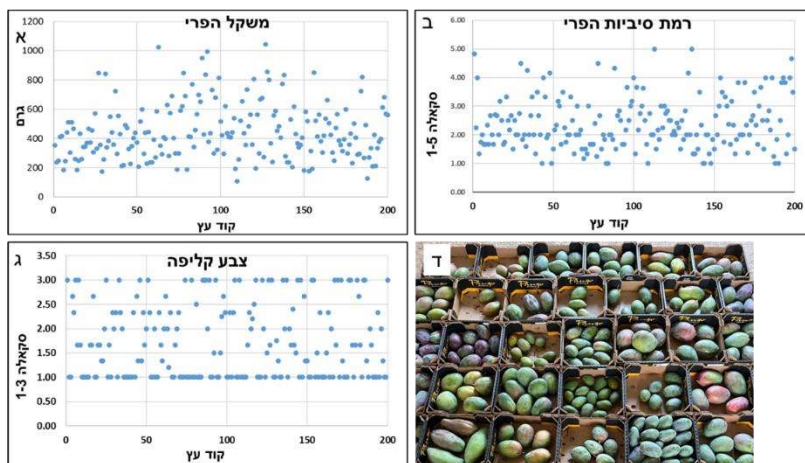 א
משקל הפרי
1200
1000
800
600
400
200
0
גרם
0 50 100 150 200
קוד עץ
ב
רמת סיביות הפרי
6.00
5.00
4.00
3.00
2.00
1.00
0.00
סקאלה 1-5
0 50 100 150 200
קוד עץ
ג
צבע קליפה
3.50
3.00
2.50
2.00
1.50
1.00
0.50
0.00
סקאלה 1-3
0 50 100 150 200
קוד עץ
ד